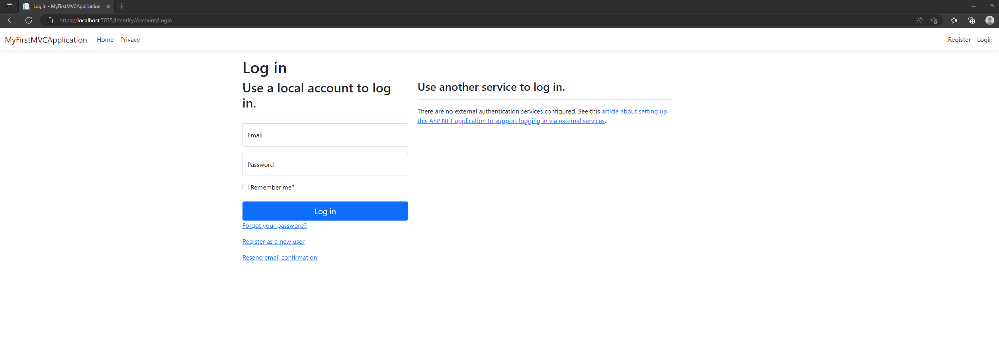 Log in - MyFirstMVCApplication
https://localhost:7035/Identity/Account/Login
MyFirstMVCApplication Home Privacy Register Login
Log in
Use a local account to log
in.
Email
Password
Remember me?
Log in
Forgot your password?
Register as a new user
Resend email confirmation
Use another service to log in.
There are no external authentication services configured. See this article about setting up
this ASP.NET application to support logging in via external services.